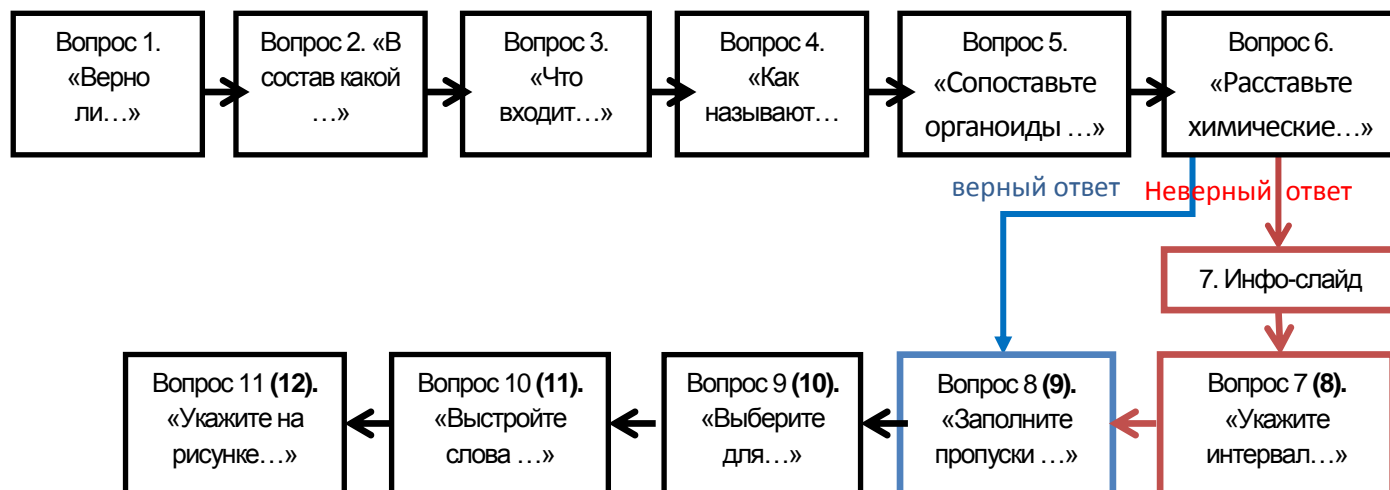 Вопрос 1.
«Верно
ли…»
Вопрос 2. «В
состав какой
…»
Вопрос 3.
«Что
входит…»
Вопрос 4.
«Как
называют…
Вопрос 5.
«Сопоставьте
органоиды …»
Вопрос 6.
«Расставьте
химические…»
верный ответ
Неверный ответ
7. Инфо-слайд
Вопрос 11 (12).
«Укажите на
рисунке…»
Вопрос 10 (11).
«Выстройте
слова …»
Вопрос 9 (10).
«Выберите
для…»
Вопрос 8 (9).
«Заполните
пропуски …»
Вопрос 7 (8).
«Укажите
интервал…»